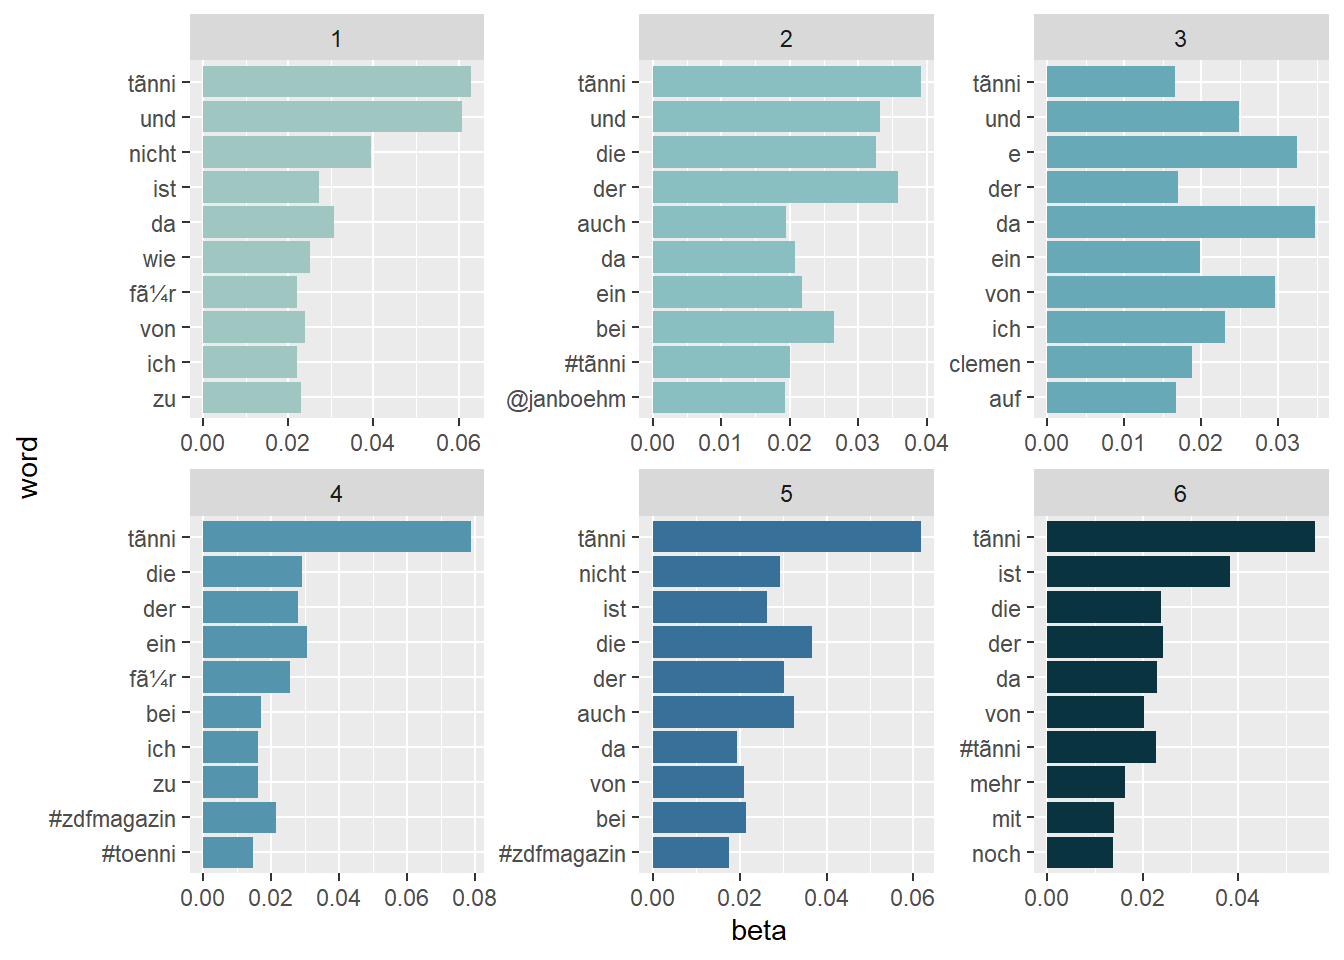 1
tãnni
und
nicht
ist
da
wie
fã¼r
von
ich
zu
0.00 0.02 0.04 0.06
2
tãnni
und
die
der
auch
da
ein
bei
#tãnni
@janboehm
0.00 0.01 0.02 0.03 0.04
3
tãnni
und
e
der
da
ein
von
ich
clemen
auf
0.00 0.01 0.02 0.03
word
4
tãnni
die
der
ein
fã¼r
bei
ich
zu
#zdfmagazin
#toenni
0.00 0.02 0.04 0.06 0.08
5
tãnni
nicht
ist
die
der
auch
da
von
bei
#zdfmagazin
0.00 0.02 0.04 0.06
6
tãnni
ist
die
der
da
von
#tãnni
mehr
mit
noch
0.00 0.02 0.04
beta